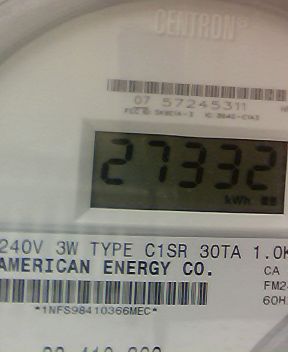 CENTRON®
07 57245311
27332
kWh
240V 3W TYPE C1SR 30TA 1.0K
AMERICAN ENERGY CO.
CA
FM2
60H
*1NFS98410366MEC*